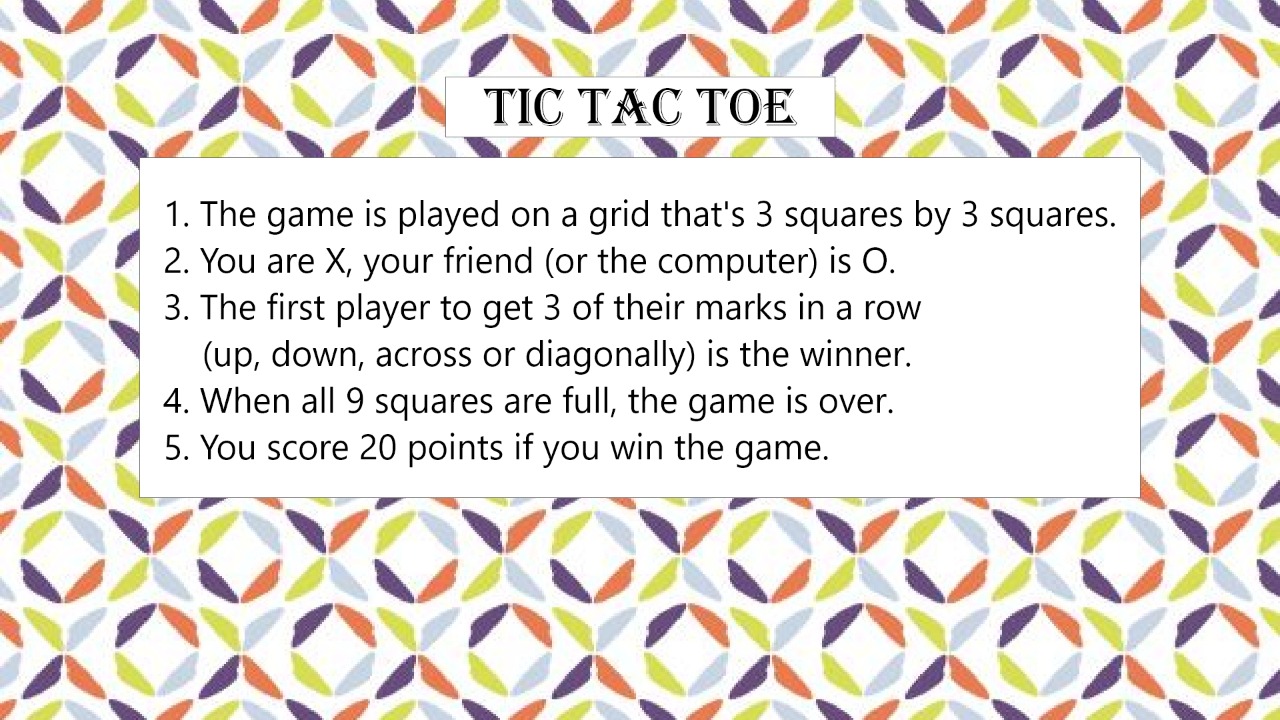 TIC TAC TOE
1. The game is played on a grid that's 3 squares by 3 squares.
2. You are X, your friend (or the computer) is O.
3. The first player to get 3 of their marks in a row
(up, down, across or diagonally) is the winner.
4. When all 9 squares are full, the game is over.
5. You score 20 points if you win the game.